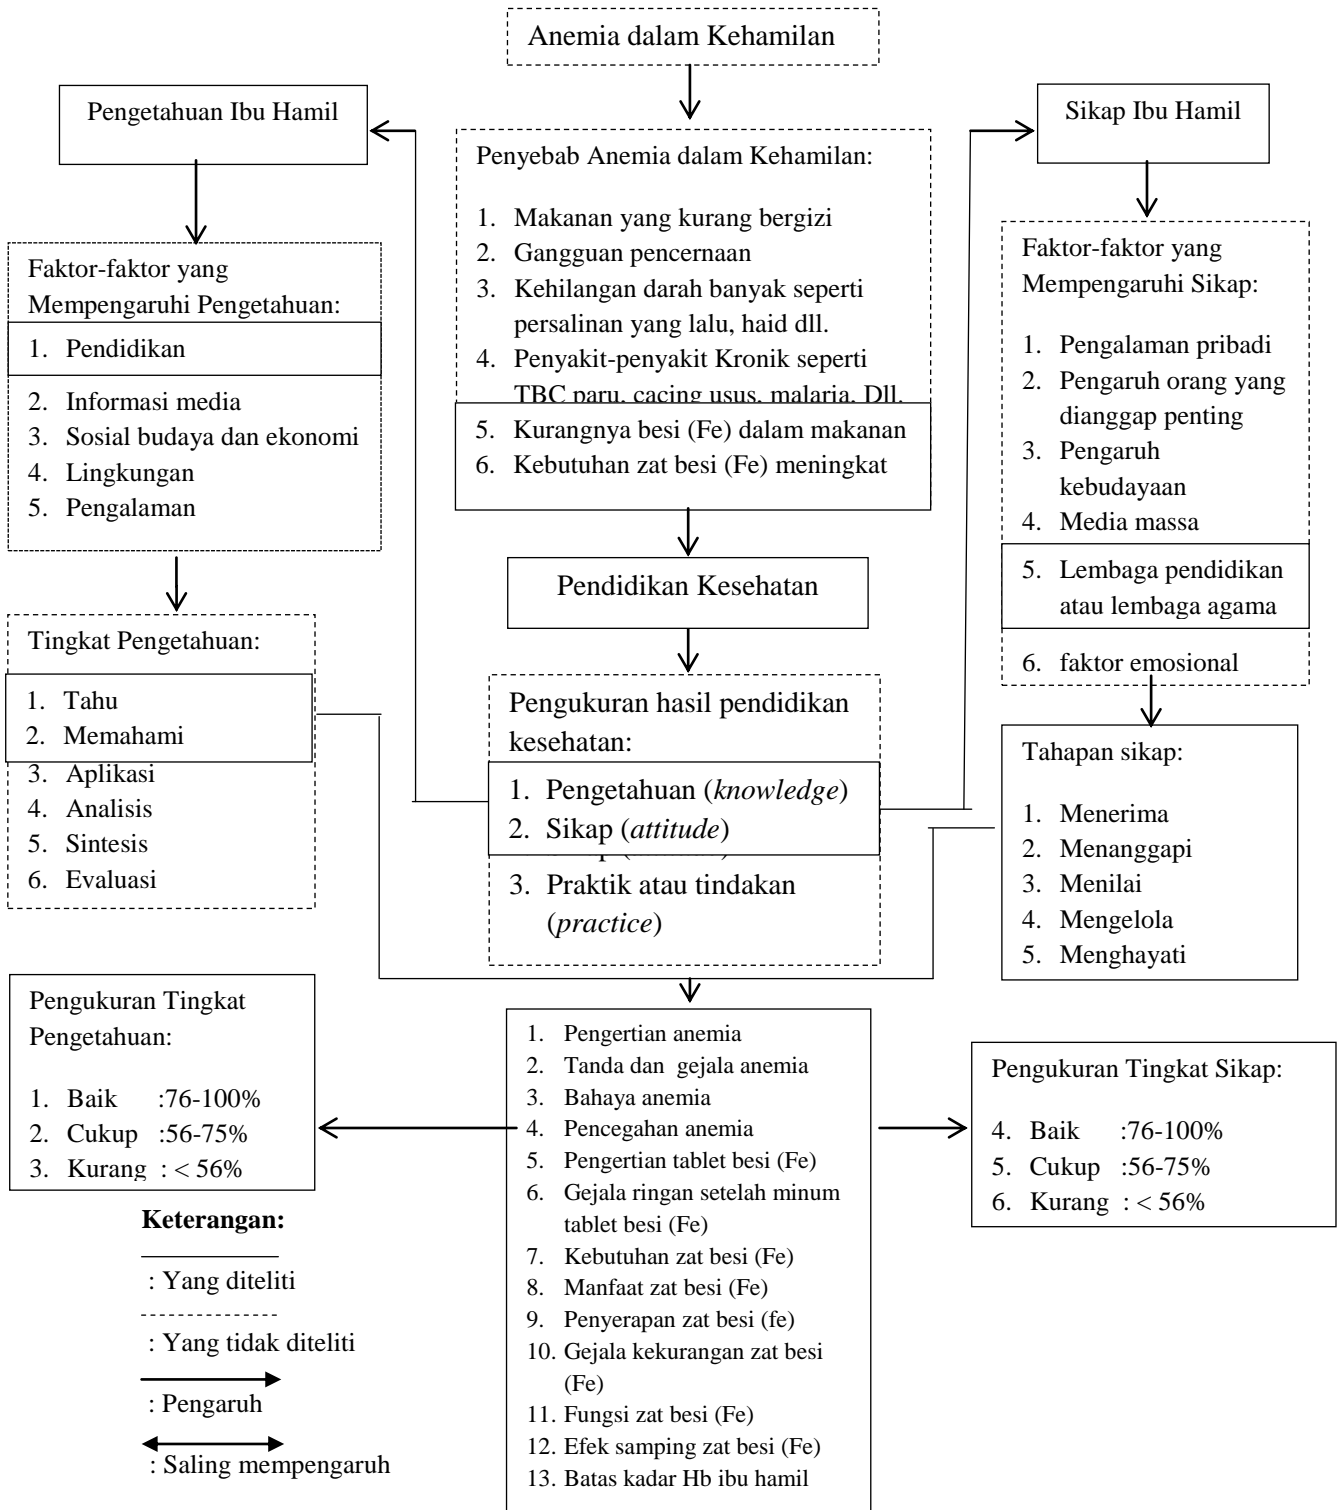 Anemia dalam Kehamilan
Pengetahuan Ibu Hamil
Sikap Ibu Hamil
Penyebab Anemia dalam Kehamilan:
1. Makanan yang kurang bergizi
2. Gangguan pencernaan
3. Kehilangan darah banyak seperti
persalinan yang lalu, haid dll.
4. Penyakit-penyakit Kronik seperti
TBC paru, cacing usus, malaria, Dll.
5. Kurangnya besi (Fe) dalam makanan
6. Kebutuhan zat besi (Fe) meningkat
Faktor-faktor yang
Mempengaruhi Pengetahuan:
1. Pendidikan
2. Informasi media
3. Sosial budaya dan ekonomi
4. Lingkungan
5. Pengalaman
Faktor-faktor yang
Mempengaruhi Sikap:
1. Pengalaman pribadi
2. Pengaruh orang yang
dianggap penting
3. Pengaruh
kebudayaan
4. Media massa
5. Lembaga pendidikan
atau lembaga agama
6. faktor emosional
Pendidikan Kesehatan
Tingkat Pengetahuan:
1. Tahu
2. Memahami
3. Aplikasi
4. Analisis
5. Sintesis
6. Evaluasi
Pengukuran hasil pendidikan
kesehatan:
1. Pengetahuan (knowledge)
2. Sikap (attitude)
3. Praktik atau tindakan
(practice)
Tahapan sikap:
1. Menerima
2. Menanggapi
3. Menilai
4. Mengelola
5. Menghayati
Pengukuran Tingkat
Pengetahuan:
1. Baik :76-100%
2. Cukup :56-75%
3. Kurang : < 56%
1. Pengertian anemia
2. Tanda dan gejala anemia
3. Bahaya anemia
4. Pencegahan anemia
5. Pengertian tablet besi (Fe)
6. Gejala ringan setelah minum
tablet besi (Fe)
7. Kebutuhan zat besi (Fe)
8. Manfaat zat besi (Fe)
9. Penyerapan zat besi (fe)
10. Gejala kekurangan zat besi
(Fe)
11. Fungsi zat besi (Fe)
12. Efek samping zat besi (Fe)
13. Batas kadar Hb ibu hamil
Pengukuran Tingkat Sikap:
4. Baik :76-100%
5. Cukup :56-75%
6. Kurang : < 56%
Keterangan:
: Yang diteliti
: Yang tidak diteliti
: Pengaruh
: Saling mempengaruh